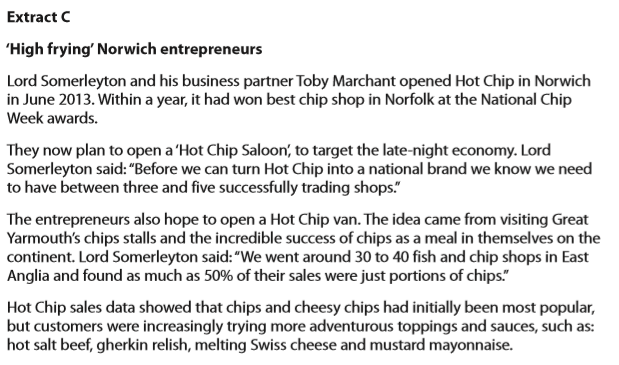 Extract C
‘High frying’ Norwich entrepreneurs
Lord Somerleyton and his business partner Toby Marchant opened Hot Chip in Norwich
in June 2013. Within a year, it had won best chip shop in Norfolk at the National Chip
Week awards.
They now plan to open a ‘Hot Chip Saloon’, to target the late-night economy. Lord
Somerleyton said: “Before we can turn Hot Chip into a national brand we know we need
to have between three and five successfully trading shops.”
The entrepreneurs also hope to open a Hot Chip van. The idea came from visiting Great
Yarmouth’s chips stalls and the incredible success of chips as a meal in themselves on the
continent. Lord Somerleyton said: “We went around 30 to 40 fish and chip shops in East
Anglia and found as much as 50% of their sales were just portions of chips.”
Hot Chip sales data showed that chips and cheesy chips had initially been most popular,
but customers were increasingly trying more adventurous toppings and sauces, such as:
hot salt beef, gherkin relish, melting Swiss cheese and mustard mayonnaise.